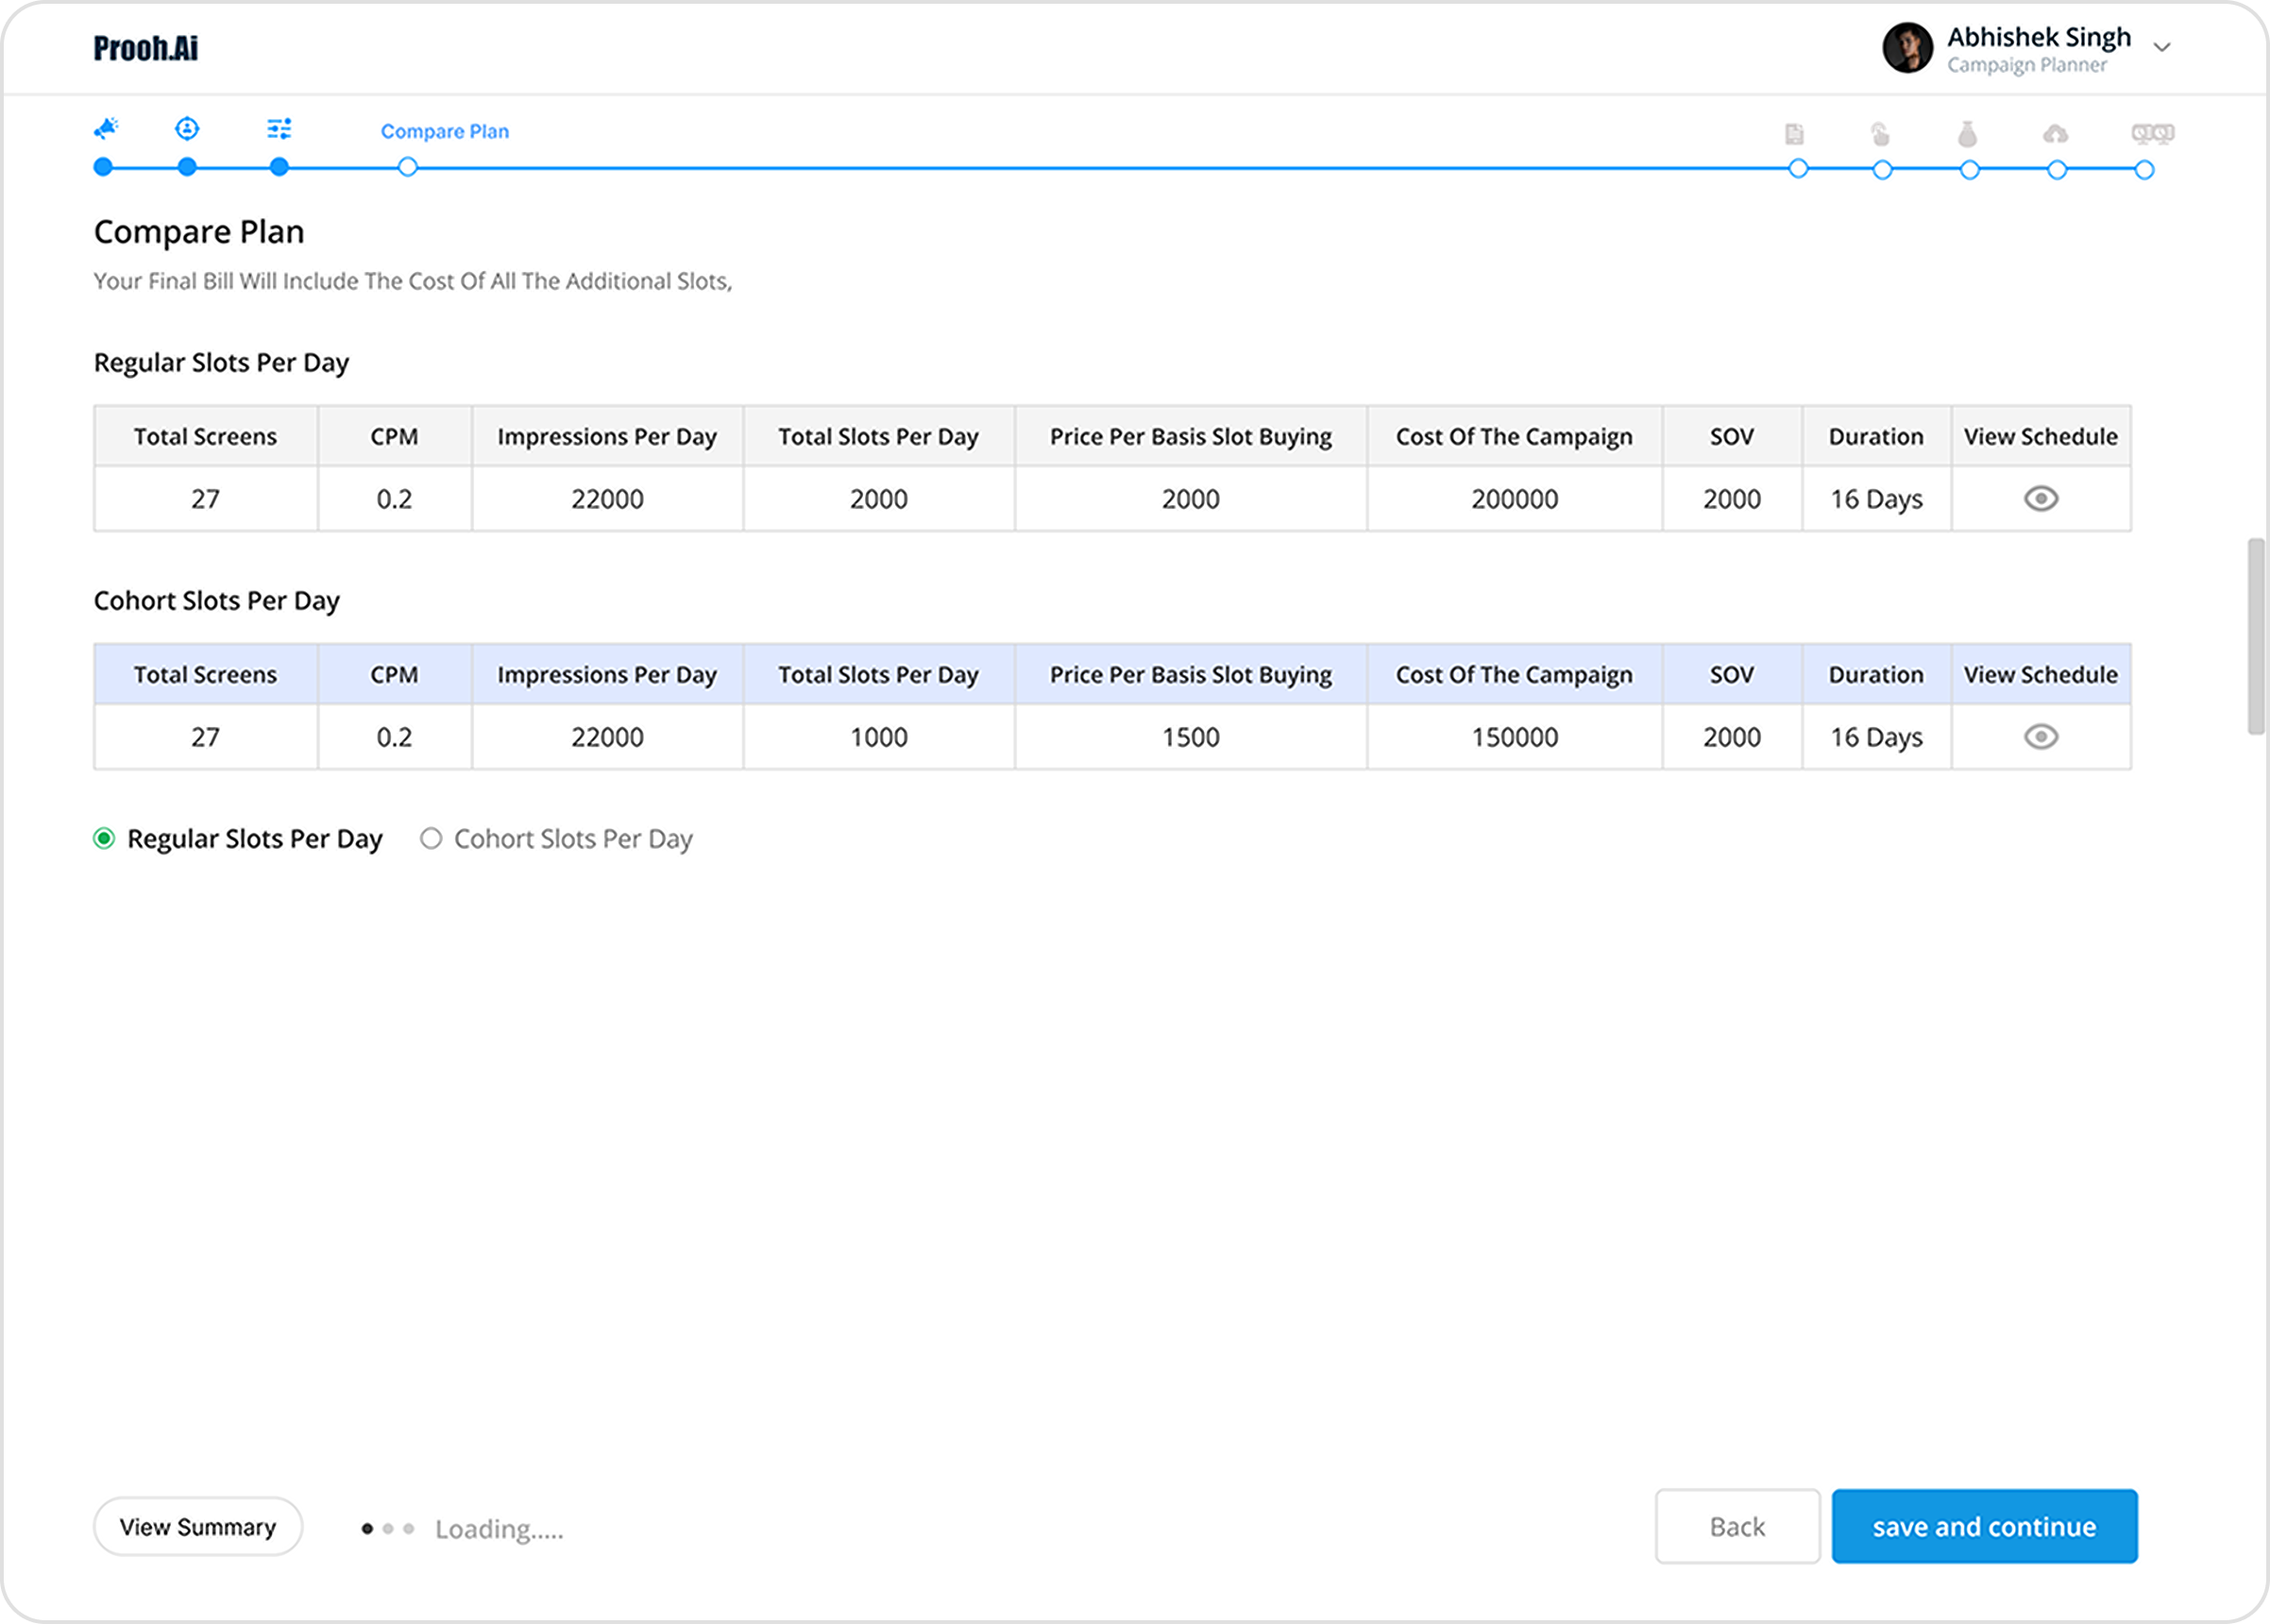 Prooh.Ai
Abhishek Singh
Campaign Planner
Compare Plan
Compare Plan
Your Final Bill Will Include The Cost Of All The Additional Slots,
Regular Slots Per Day
Total Screens CPM Impressions Per Day Total Slots Per Day Price Per Basis Slot Buying Cost Of The Campaign SOV Duration View Schedule
27 0.2 22000 2000 2000 200000 2000 16 Days
Cohort Slots Per Day
Total Screens CPM Impressions Per Day Total Slots Per Day Price Per Basis Slot Buying Cost Of The Campaign SOV Duration View Schedule
27 0.2 22000 1000 1500 150000 2000 16 Days
Regular Slots Per Day Cohort Slots Per Day
View Summary Loading..... Back save and continue